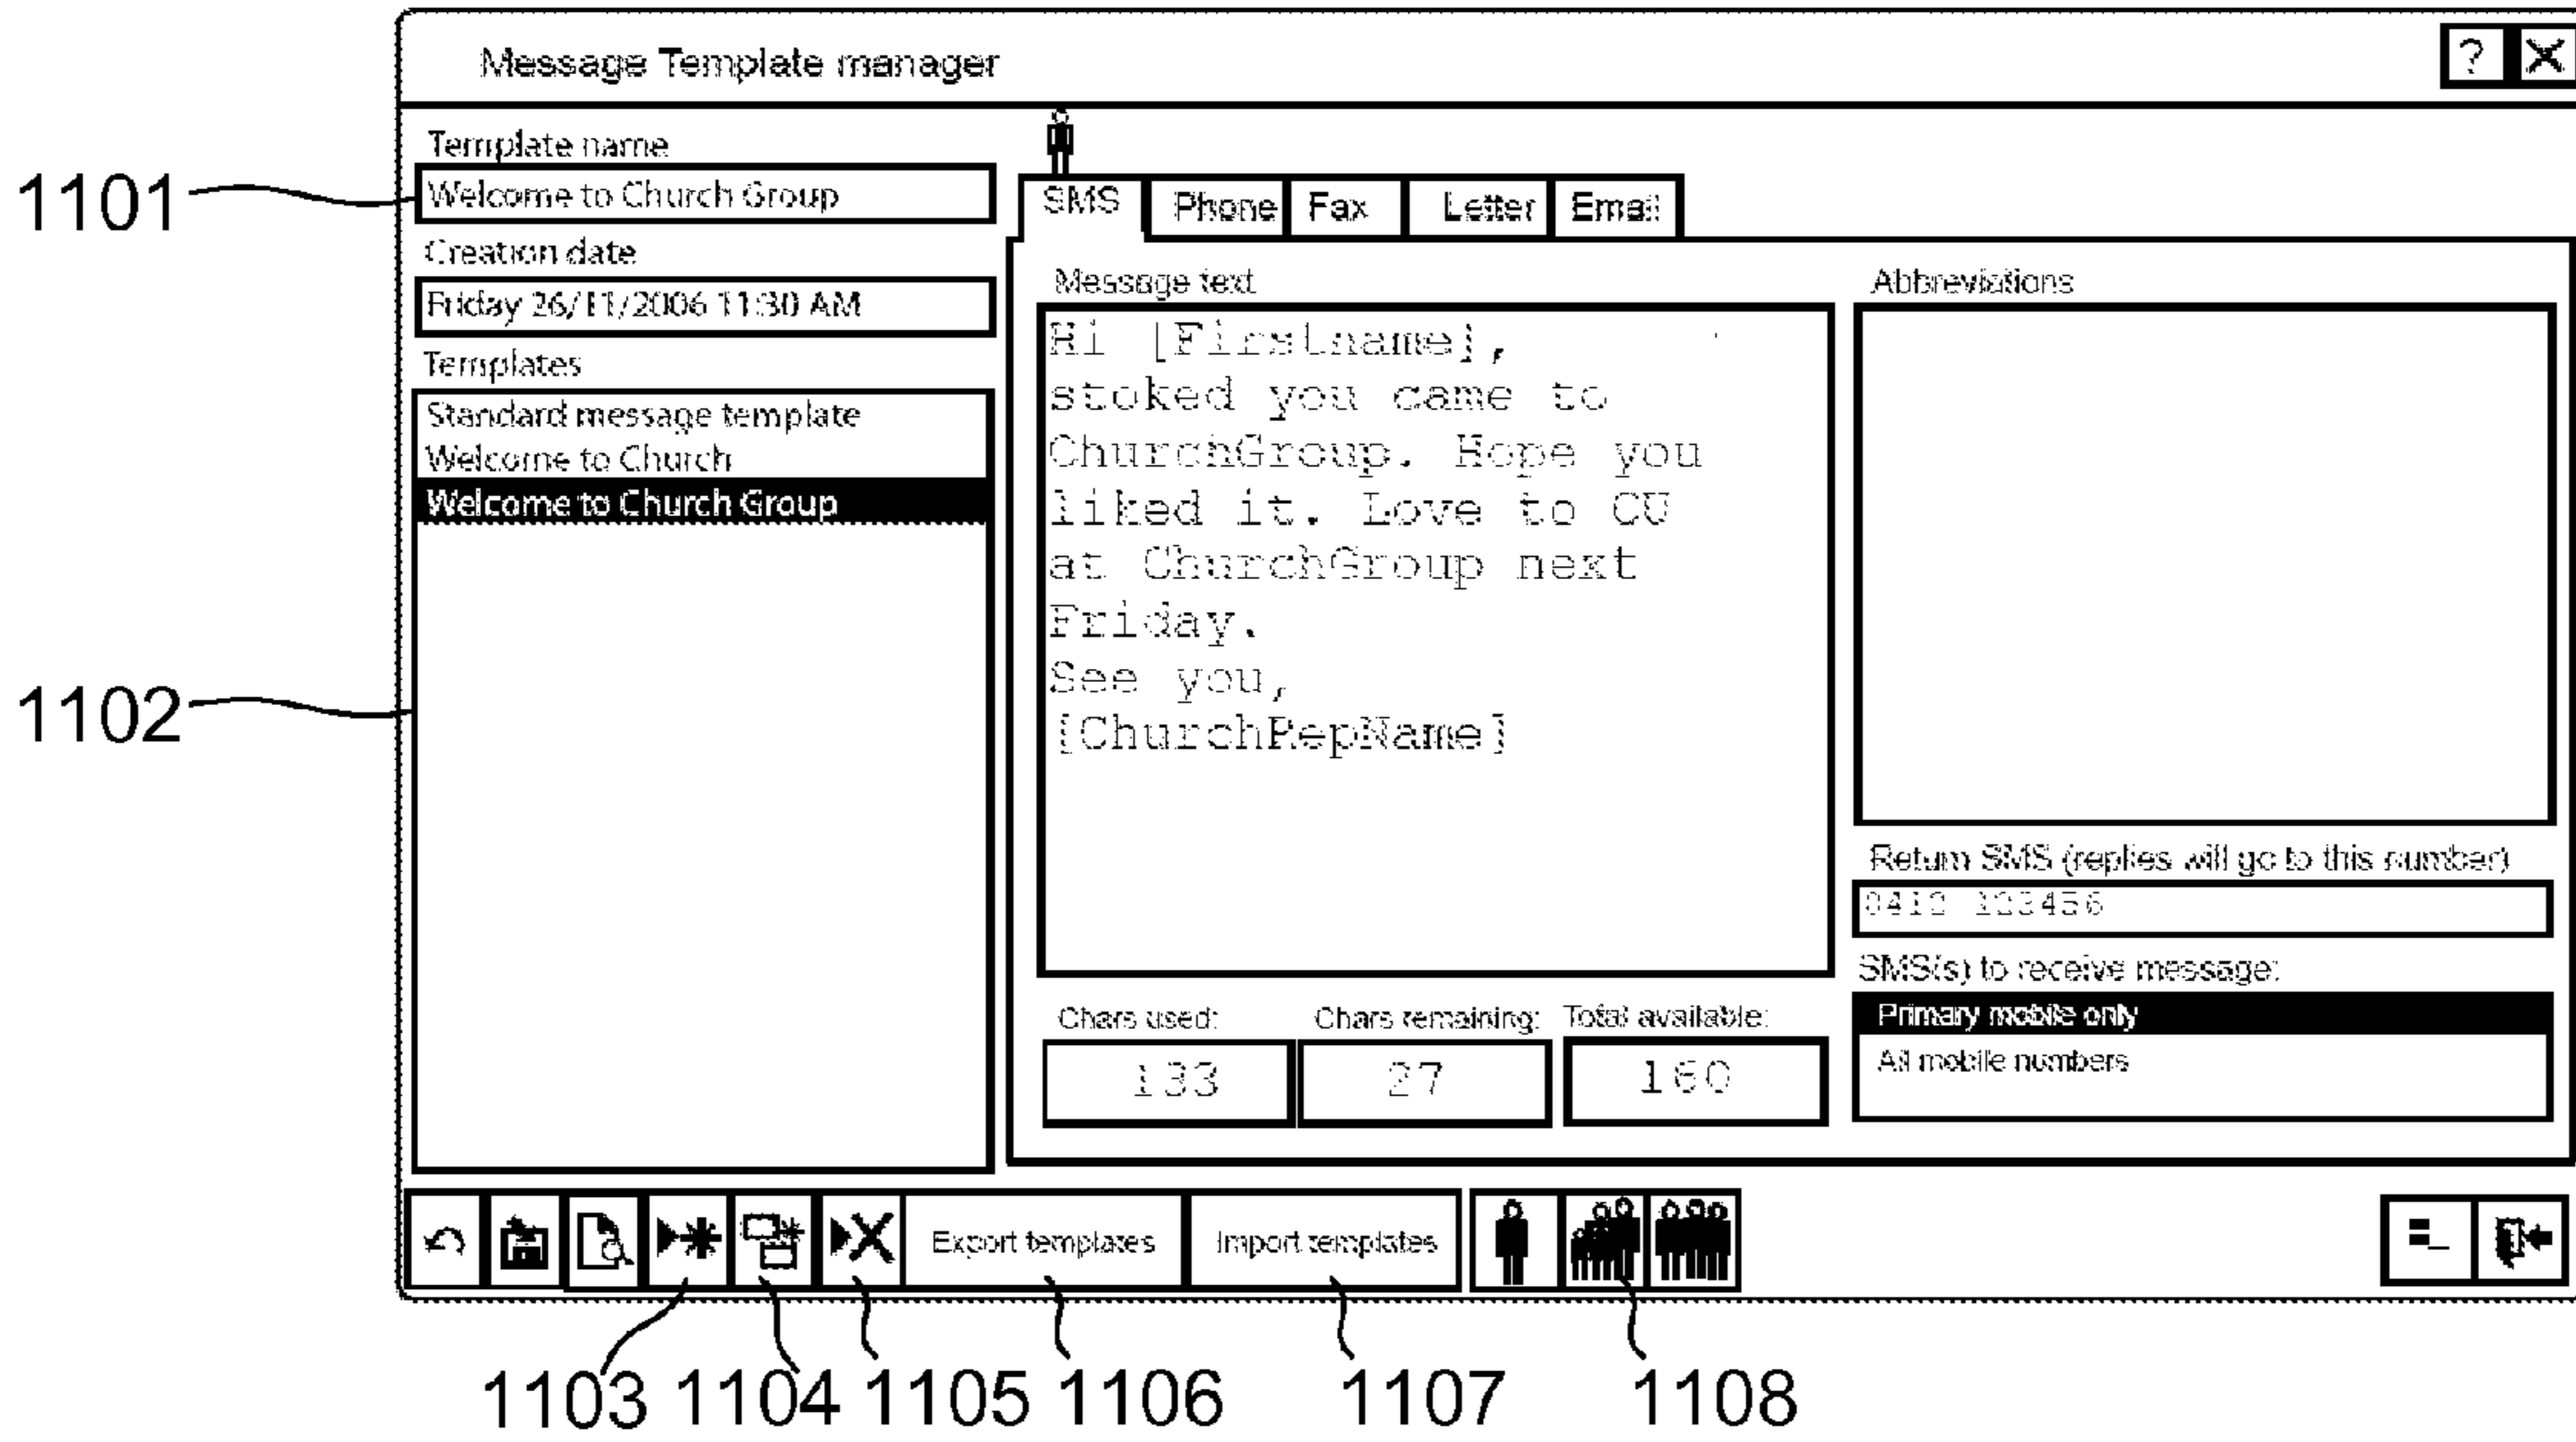 Message Template manager
? X
Template name
1101
Welcome to Church Group
Creation date
Friday 26/11/2006 11:30 AM
Templates
Standard message template
Welcome to Church
Welcome to Church Group
1102
SMS Phone Fax Letter Email
Message text
Hi [Firstname],
stoked you came to
ChurchGroup. Hope you
liked it. Love to CU
at ChurchGroup next
Friday.
See you,
[ChurchRepName]
Chars used: Chars remaining: Total available:
133 27 160
Abbreviations
Return SMS (replies will go to this number)
0412 123456
SMS(s) to receive message:
Primary mobile only
All mobile numbers
Export templates Import templates
1103 1104 1105 1106 1107 1108